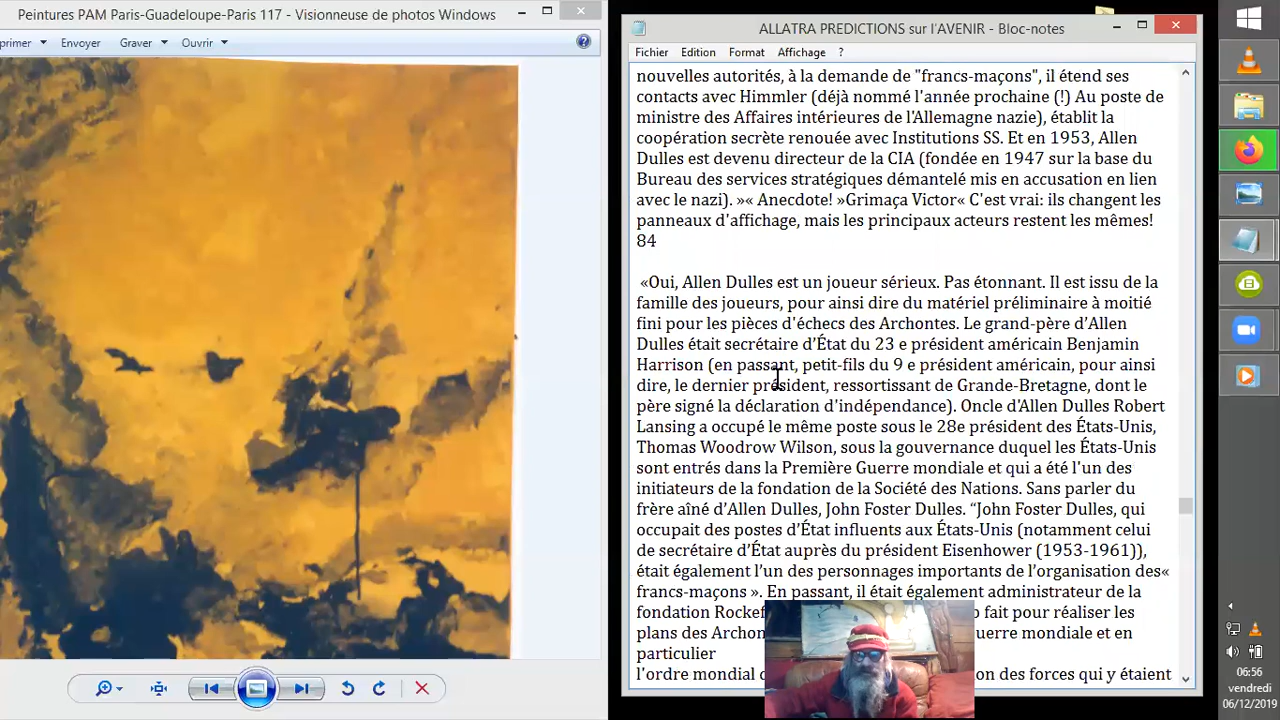 Peintures PAM Paris-Guadeloupe-Paris 117 - Visionneuse de photos Windows
primer Envoyer Graver Ouvrir
ALLATRA PREDICTIONS sur l'AVENIR - Bloc-notes
Fichier Edition Format Affichage ?
nouvelles autorités, à la demande de "francs-maçons", il étend ses
contacts avec Himmler (déjà nommé l'année prochaine (!) Au poste de
ministre des Affaires intérieures de l'Allemagne nazie), établit la
coopération secrète renouée avec Institutions SS. Et en 1953, Allen
Dulles est devenu directeur de la CIA (fondée en 1947 sur la base du
Bureau des services stratégiques démantelé mis en accusation en lien
avec le nazi). »« Anecdote! »Grimaça Victor« C'est vrai: ils changent les
panneaux d'affichage, mais les principaux acteurs restent les mêmes!
84
«Oui, Allen Dulles est un joueur sérieux. Pas étonnant. Il est issu de la
famille des joueurs, pour ainsi dire du matériel préliminaire à moitié
fini pour les pièces d'échecs des Archontes. Le grand-père d'Allen
Dulles était secrétaire d'État du 23 e président américain Benjamin
Harrison (en passant, petit-fils du 9 e président américain, pour ainsi
dire, le dernier président, ressortissant de Grande-Bretagne, dont le
père signé la déclaration d'indépendance). Oncle d'Allen Dulles Robert
Lansing a occupé le même poste sous le 28e président des États-Unis,
Thomas Woodrow Wilson, sous la gouvernance duquel les États-Unis
sont entrés dans la Première Guerre mondiale et qui a été l'un des
initiateurs de la fondation de la Société des Nations. Sans parler du
frère aîné d'Allen Dulles, John Foster Dulles. “John Foster Dulles, qui
occupait des postes d'État influents aux États-Unis (notamment celui
de secrétaire d'État auprès du président Eisenhower (1953-1961)),
était également l'un des personnages importants de l'organisation des«
francs-maçons ». En passant, il était également administrateur de la
fondation Rockef fait pour réaliser les
plans des Archon uerre mondiale et en
particulier
l'ordre mondial on des forces qui y étaient
06:56
vendredi
06/12/2019